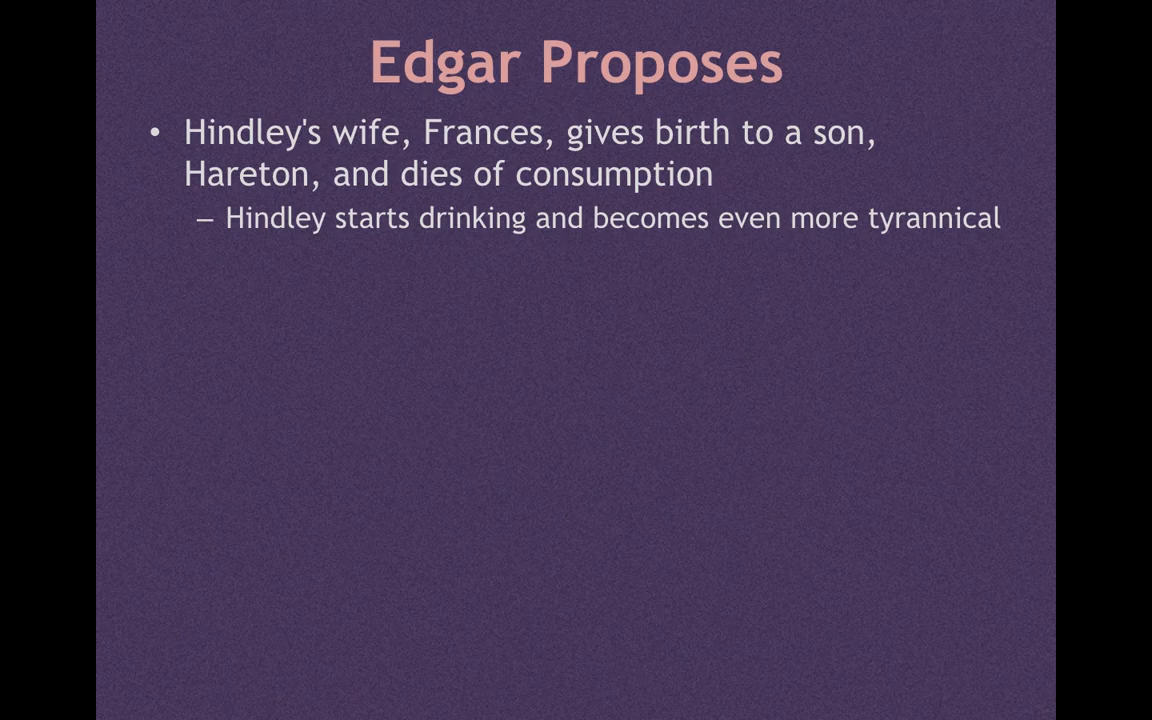 Edgar Proposes
• Hindley's wife, Frances, gives birth to a son,
Hareton, and dies of consumption
– Hindley starts drinking and becomes even more tyrannical